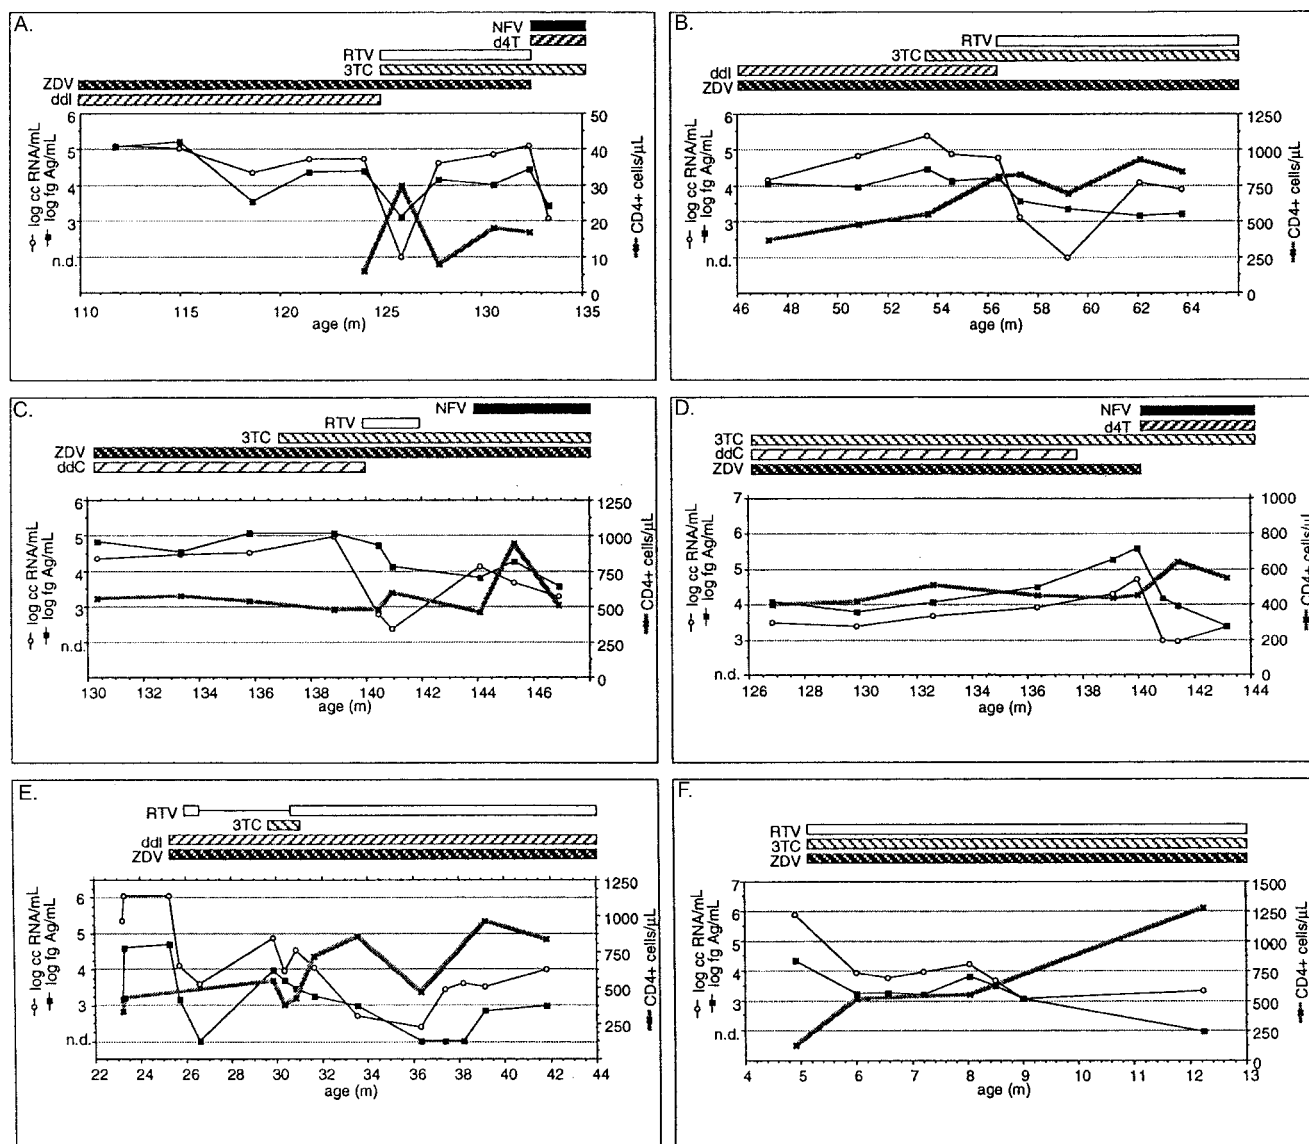 A.
NFV
d4T
RTV
3TC
ZDV
ddI
log cc RNA/mL
log fg Ag/mL
6
5
4
3
n.d.
50
40
30
20
10
0
CD4+ cells/µL
110 115 120 125 130 135
age (m)
B.
RTV
3TC
ddI
ZDV
log cc RNA/mL
log fg Ag/mL
6
5
4
3
n.d.
1250
1000
750
500
250
CD4+ cells/µL
46 48 50 52 54 56 58 60 62 64
age (m)
C.
NFV
RTV
3TC
ZDV
ddC
log cc RNA/mL
log fg Ag/mL
6
5
4
3
n.d.
1250
1000
750
500
250
0
CD4+ cells/µL
130 132 134 136 138 140 142 144 146
age (m)
D.
NFV
d4T
3TC
ddC
ZDV
log cc RNA/mL
log fg Ag/mL
7
6
5
4
3
n.d.
1000
800
600
400
200
0
CD4+ cells/µL
126 128 130 132 134 136 138 140 142 144
age (m)
E.
RTV
3TC
ddI
ZDV
log cc RNA/mL
log fg Ag/mL
6
5
4
3
n.d.
1250
1000
750
500
250
CD4+ cells/µL
22 24 26 28 30 32 34 36 38 40 42 44
age (m)
F.
RTV
3TC
ZDV
log cc RNA/mL
log fg Ag/mL
7
6
5
4
3
n.d.
1500
1250
1000
750
500
250
0
CD4+ cells/µL
4 5 6 7 8 9 10 11 12 13
age (m)